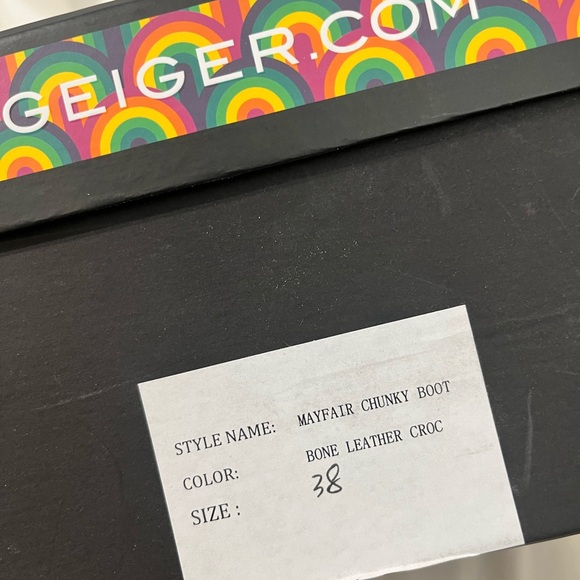 GEIGER.COM
STYLE NAME: MAYFAIR CHUNKY BOOT
COLOR: BONE LEATHER CROC
SIZE: 38